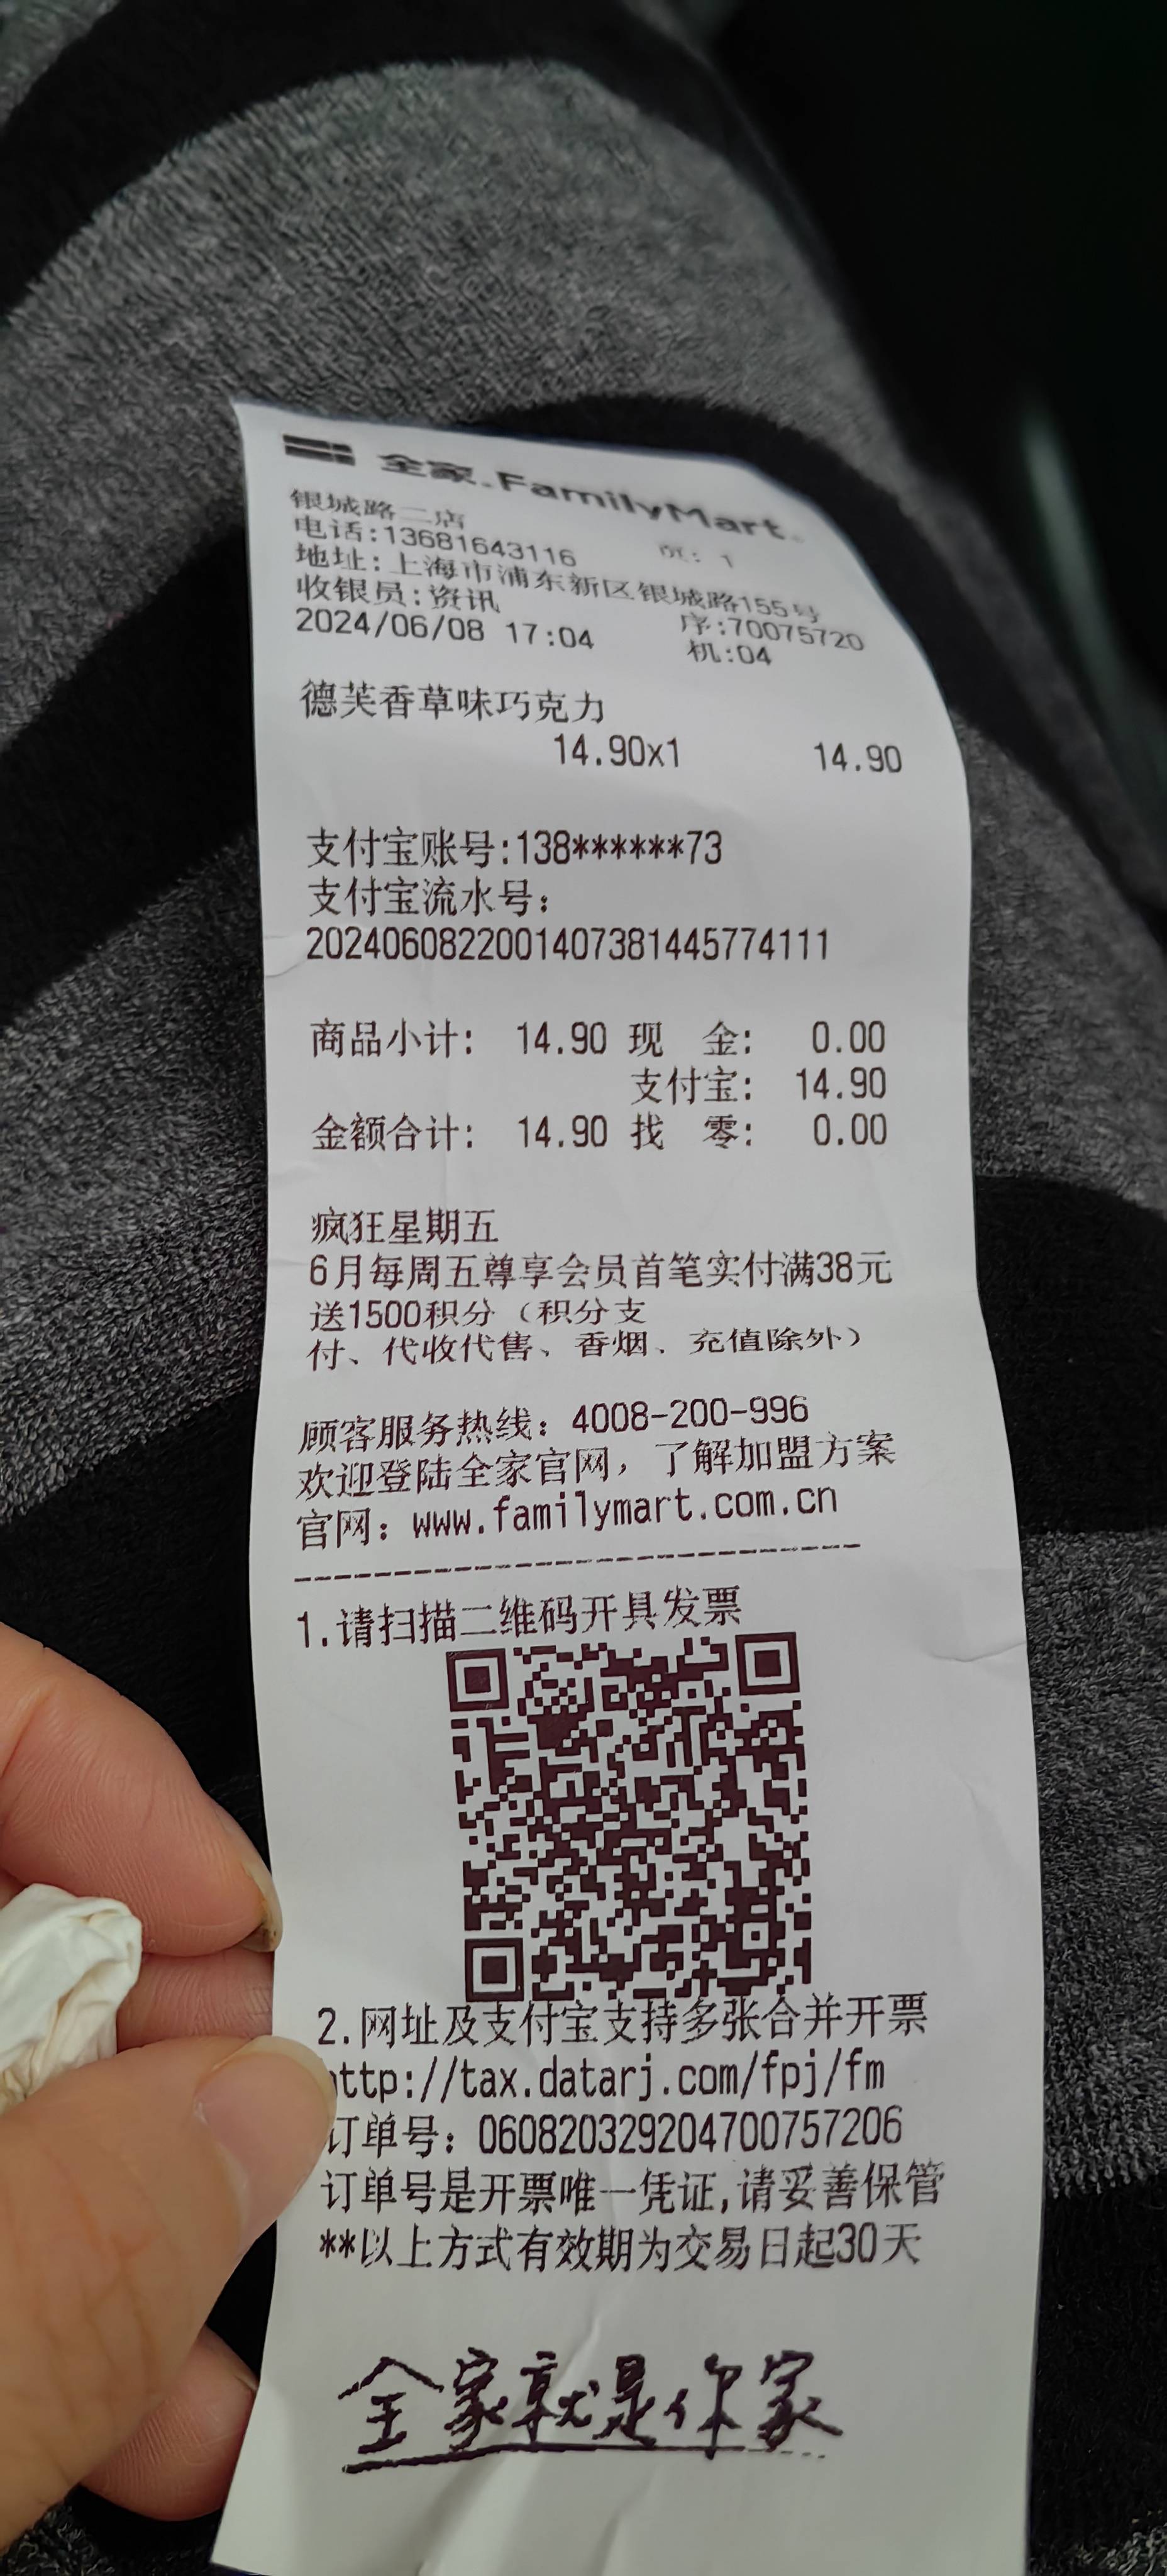 全家 FamilyMart
银城路二店
电话:13681643116 页: 1
地址:上海市浦东新区银城路155号
收银员:资讯 序:70075720
2024/06/08 17:04 机:04
德芙香草味巧克力
14.90x1 14.90
支付宝账号:138******73
支付宝流水号:
2024060822001407381445774111
商品小计: 14.90 现 金: 0.00
支付宝: 14.90
金额合计: 14.90 找 零: 0.00
疯狂星期五
6月每周五尊享会员首笔实付满38元
送1500积分（积分支
付、代收代售、香烟、充值除外）
顾客服务热线: 4008-200-996
欢迎登陆全家官网，了解加盟方案
官网: www.familymart.com.cn
1.请扫描二维码开具发票
2.网址及支付宝支持多张合并开票
http://tax.datarj.com/fpj/fm
订单号: 060820329204700757206
订单号是开票唯一凭证,请妥善保管
**以上方式有效期为交易日起30天
全家就是你家